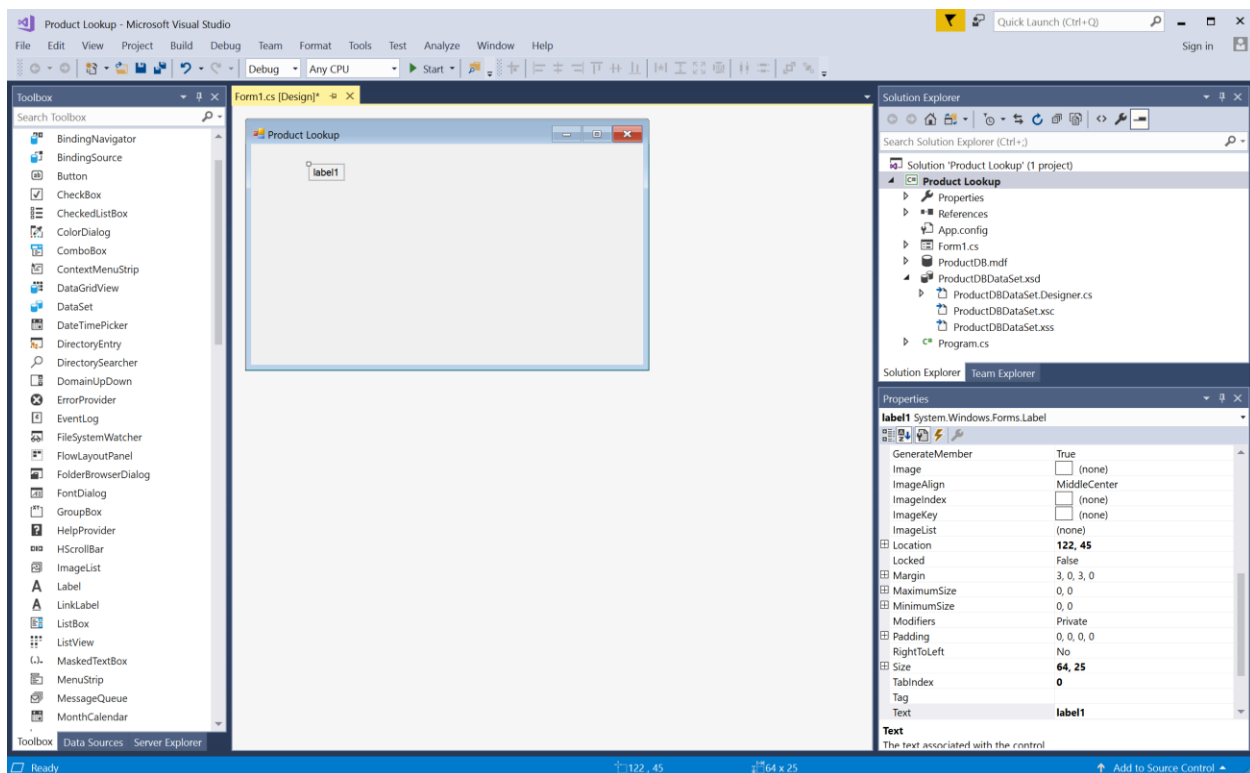 Product Lookup - Microsoft Visual Studio
Quick Launch (Ctrl+Q)
File Edit View Project Build Debug Team Format Tools Test Analyze Window Help
Sign in
Debug Any CPU Start
Toolbox
Search Toolbox
BindingNavigator
BindingSource
Button
CheckBox
CheckedListBox
ColorDialog
ComboBox
ContextMenuStrip
DataGridView
DataSet
DateTimePicker
DirectoryEntry
DirectorySearcher
DomainUpDown
ErrorProvider
EventLog
FileSystemWatcher
FlowLayoutPanel
FolderBrowserDialog
FontDialog
GroupBox
HelpProvider
HScrollBar
ImageList
Label
LinkLabel
ListBox
ListView
MaskedTextBox
MenuStrip
MessageQueue
MonthCalendar
Toolbox Data Sources Server Explorer
Form1.cs [Design]*
Product Lookup
label1
Solution Explorer
Search Solution Explorer (Ctrl+;)
Solution 'Product Lookup' (1 project)
Product Lookup
Properties
References
App.config
Form1.cs
ProductDB.mdf
ProductDBDataSet.xsd
ProductDBDataSet.Designer.cs
ProductDBDataSet.xsc
ProductDBDataSet.xss
C# Program.cs
Solution Explorer Team Explorer
Properties
label1 System.Windows.Forms.Label
GenerateMember True
Image (none)
ImageAlign MiddleCenter
ImageIndex (none)
ImageKey (none)
ImageList (none)
Location 122, 45
Locked False
Margin 3, 0, 3, 0
MaximumSize 0, 0
MinimumSize 0, 0
Modifiers Private
Padding 0, 0, 0, 0
RightToLeft No
Size 64, 25
TabIndex 0
Tag
Text label1
Text
The text associated with the control
Ready 122 , 45 64 x 25 Add to Source Control